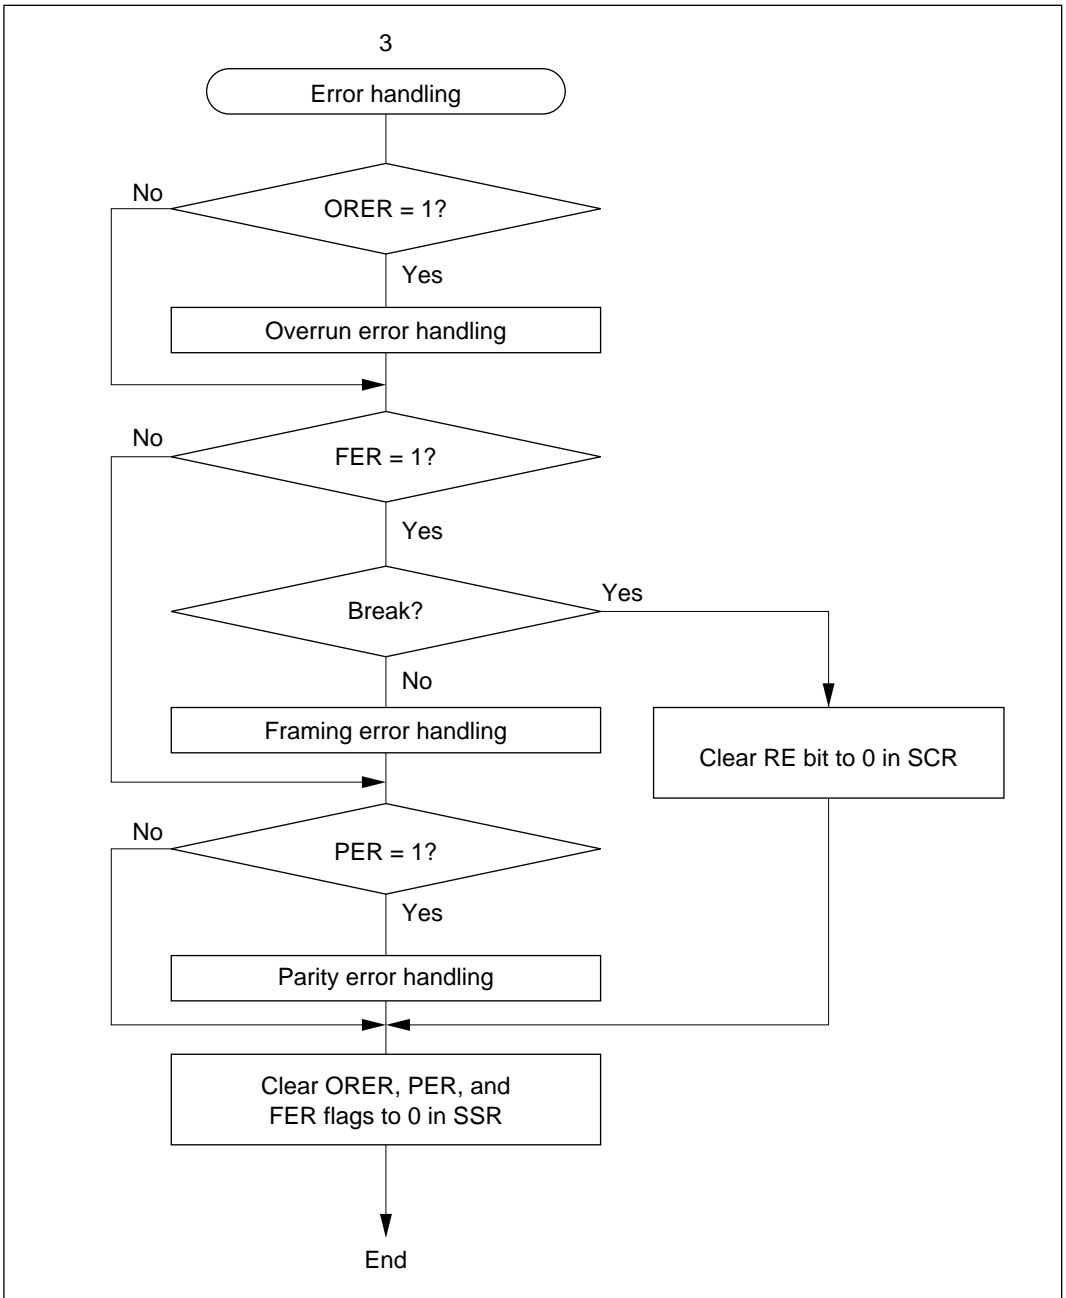 3
Error handling
No
ORER = 1?
Yes
Overrun error handling
No
FER = 1?
Yes
Break?
Yes
No
Framing error handling
Clear RE bit to 0 in SCR
No
PER = 1?
Yes
Parity error handling
Clear ORER, PER, and
FER flags to 0 in SSR
End